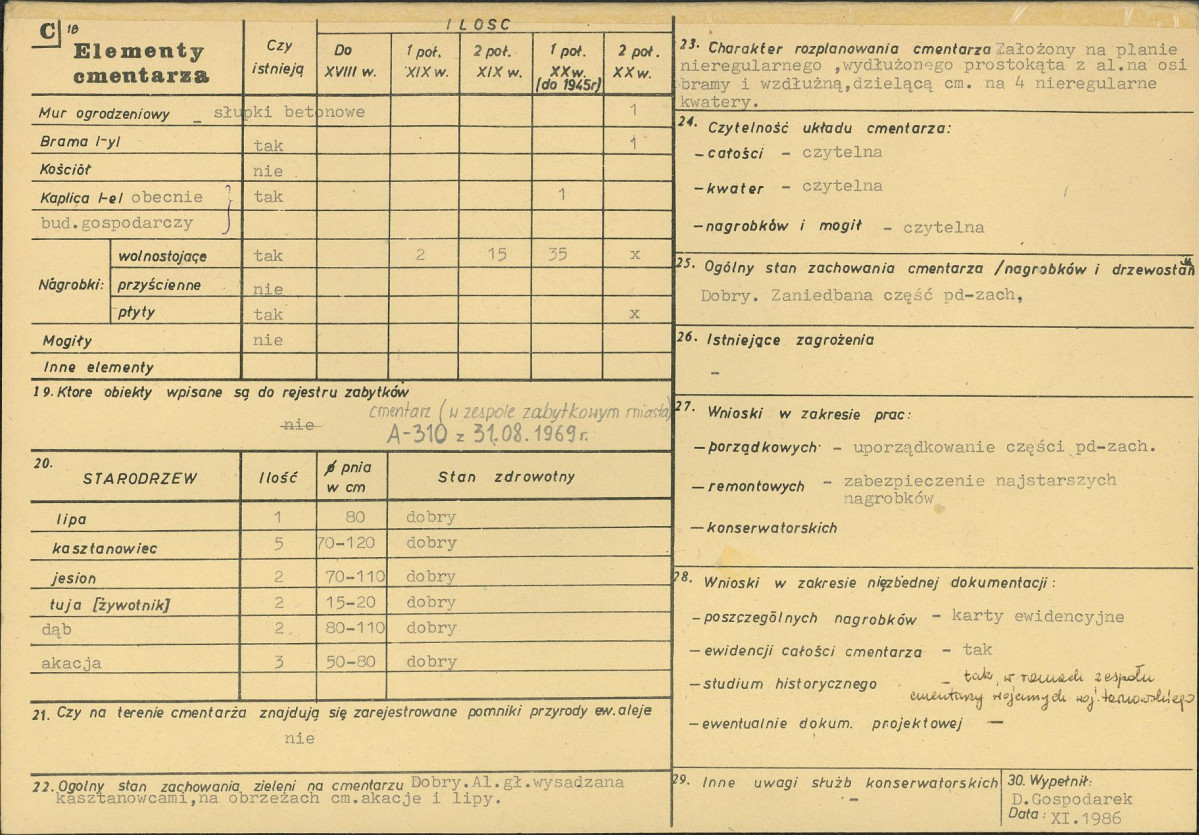 C 18
Elementy
cmentarza
Czy
istnieją
ILOSC
Do
XVIII w.
1 poł.
XIX w.
2 poł.
XIX w.
1 poł.
XX w.
(do 1945r)
2 poł.
XX w.
Mur ogrodzeniowy - słupki betonowe 1
Brama I-yl tak 1
Kościół nie
Kaplica I-el obecnie tak 1
bud.gospodarczy
Nagrobki:
wolnostojące tak 2 15 35 x
przyścienne nie
płyty tak x
Mogiły nie
Inne elementy
19. Ktore obiekty wpisane są do rejestru zabytków
nie cmentarz (w zespole zabytkowym miasta)
A-310 z 31.08.1969 r.
20.
STARODRZEW Ilość ø pnia
w cm Stan zdrowotny
lipa 1 80 dobry
kasztanowiec 5 70-120 dobry
jesion 2 70-110 dobry
tuja [żywotnik] 2 15-20 dobry
dąb 2 80-110 dobry
akacja 3 50-80 dobry
21. Czy na terenie cmentarza znajdują się zarejestrowane pomniki przyrody ew. aleje
nie
22. Ogolny stan zachowania zieleni na cmentarzu Dobry.Al.gł.wysadzana
kasztanowcami,na obrzeżach cm.akacje i lipy.
23. Charakter rozplanowania cmentarza Założony na planie
nieregularnego ,wydłużonego prostokąta z al.na osi
bramy i wzdłużną,dzielącą cm. na 4 nieregularne
kwatery.
24. Czytelność układu cmentarza:
- całości - czytelna
- kwater - czytelna
- nagrobków i mogił - czytelna
25. Ogólny stan zachowania cmentarza /nagrobków i drzewostanu
Dobry. Zaniedbana część pd-zach,
26. Istniejące zagrożenia
-
27. Wnioski w zakresie prac:
- porządkowych - uporządkowanie części pd-zach.
- remontowych - zabezpieczenie najstarszych
nagrobków
- konserwatorskich
28. Wnioski w zakresie niezbędnej dokumentacji:
- poszczególnych nagrobków - karty ewidencyjne
- ewidencji całości cmentarza - tak
- studium historycznego - tak, w ramach zespołu
cmentarzy wojennych woj. tarnowskiego
- ewentualnie dokum. projektowej -
29. Inne uwagi służb konserwatorskich
-
30. Wypełnił:
D.Gospodarek
Data: XI.1986